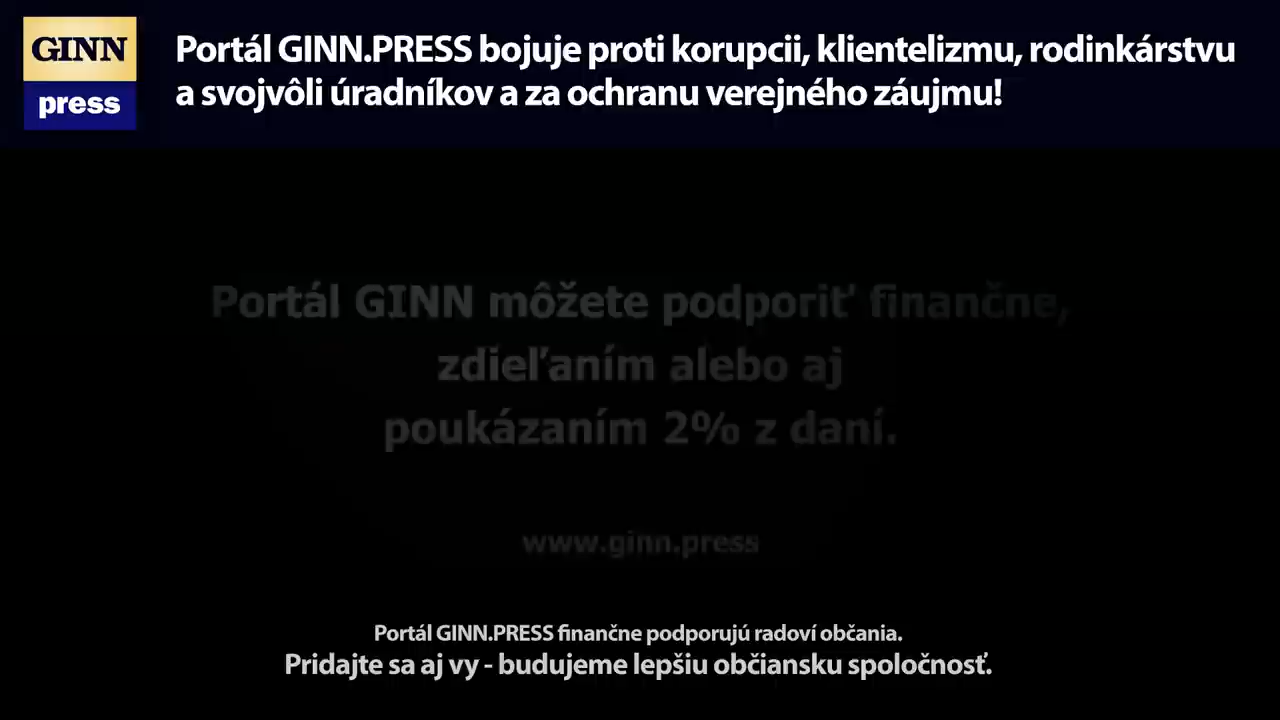 GINN
press
Portál GINN.PRESS bojuje proti korupcii, klientelizmu, rodinkárstvu
a svojvôli úradníkov a za ochranu verejného záujmu!
Portál GINN môžete podporiť finančne,
zdieľaním alebo aj
poukázaním 2% z daní.
www.ginn.press
Portál GINN.PRESS finančne podporujú radoví občania.
Pridajte sa aj vy - budujeme lepšiu občiansku spoločnosť.